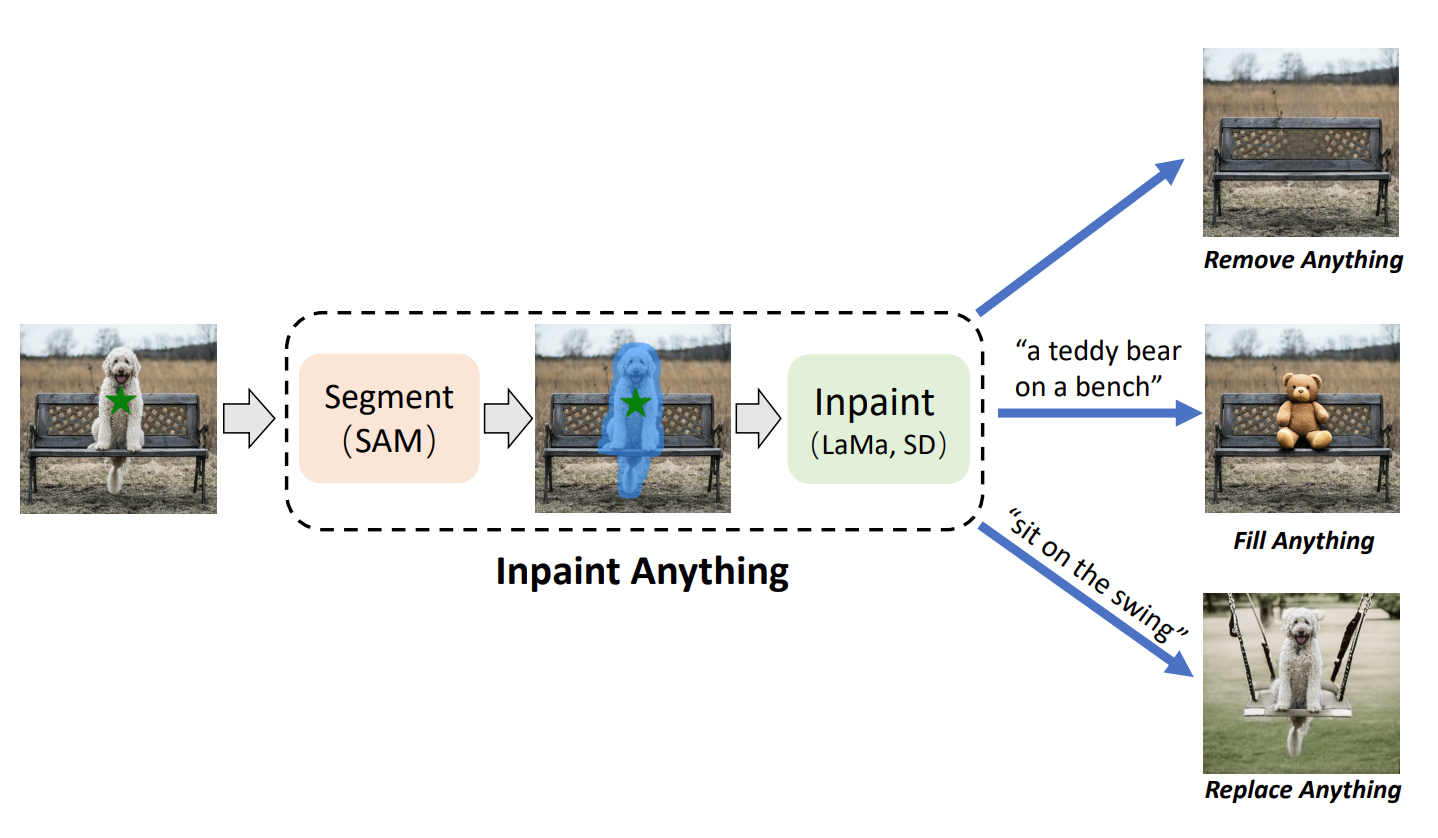 Segment
(SAM)
Inpaint
(LaMa, SD)
Inpaint Anything
Remove Anything
“a teddy bear
on a bench”
Fill Anything
“sit on the swing”
Replace Anything